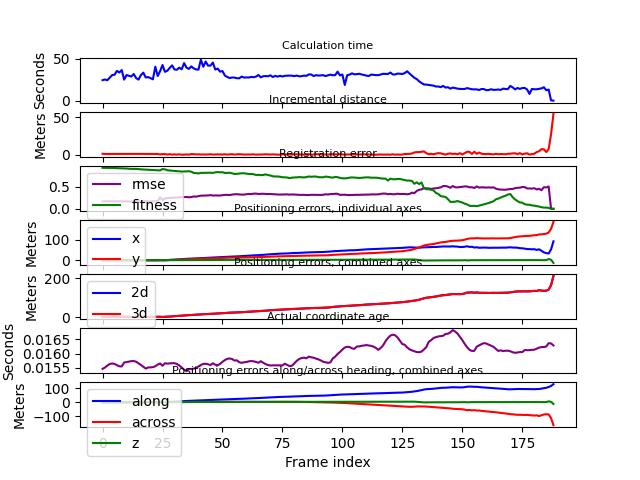 Calculation time
50
0
Seconds
Incremental distance
50
0
Meters
Registration error
0.5
0.0
rmse
fitness
Positioning errors, individual axes
100
0
Meters
x
y
Positioning errors, combined axes
200
0
Meters
2d
3d
Actual coordinate age
0.0165
0.0160
0.0155
Seconds
Positioning errors along/across heading, combined axes
100
0
−100
Meters
along
across
z
0 25 50 75 100 125 150 175
Frame index